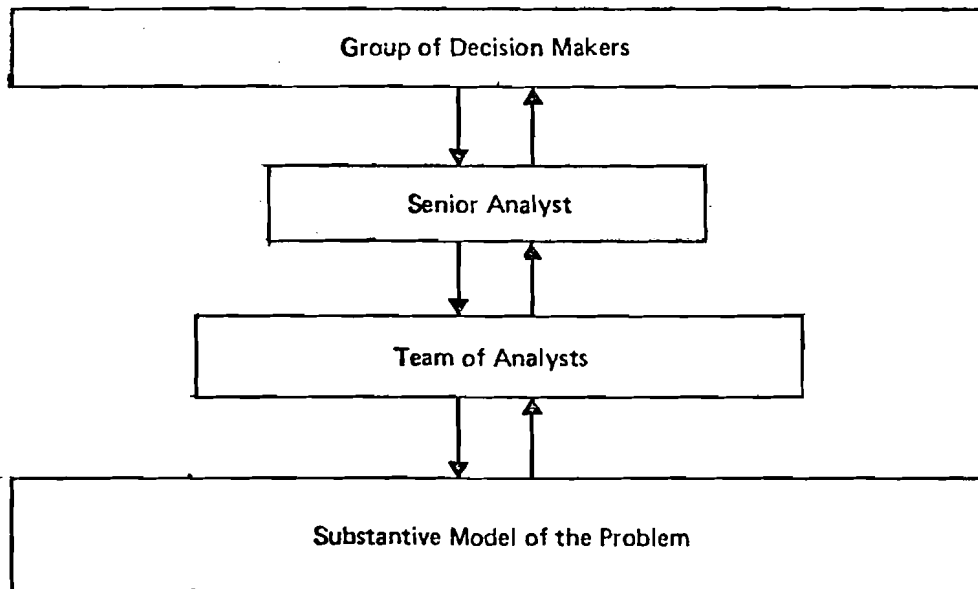 Group of Decision Makers
Senior Analyst
Team of Analysts
Substantive Model of the Problem